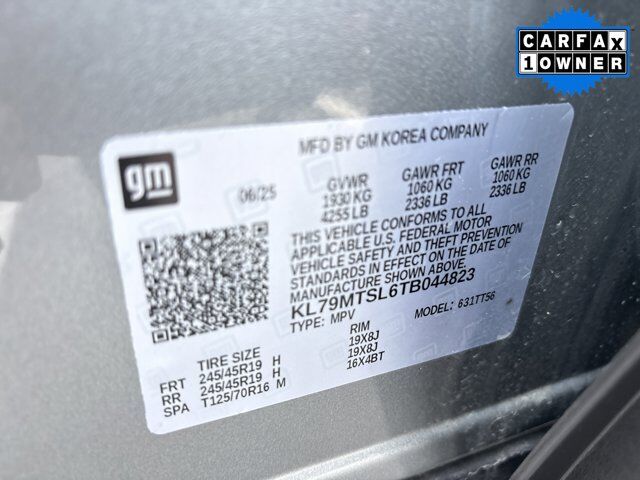 CARFAX
1 OWNER
MFD BY GM KOREA COMPANY
gm
06/25
GVWR
1930 KG
4255 LB
GAWR FRT
1060 KG
2336 LB
GAWR RR
1060 KG
2336 LB
THIS VEHICLE CONFORMS TO ALL
APPLICABLE U.S. FEDERAL MOTOR
VEHICLE SAFETY AND THEFT PREVENTION
STANDARDS IN EFFECT ON THE DATE OF
MANUFACTURE SHOWN ABOVE.
KL79MTSL6TB044823
TYPE: MPV
MODEL: 631TT56
TIRE SIZE
RIM
FRT 245/45R19 H 19X8J
RR 245/45R19 H 19X8J
SPA T125/70R16 M 16X4BT